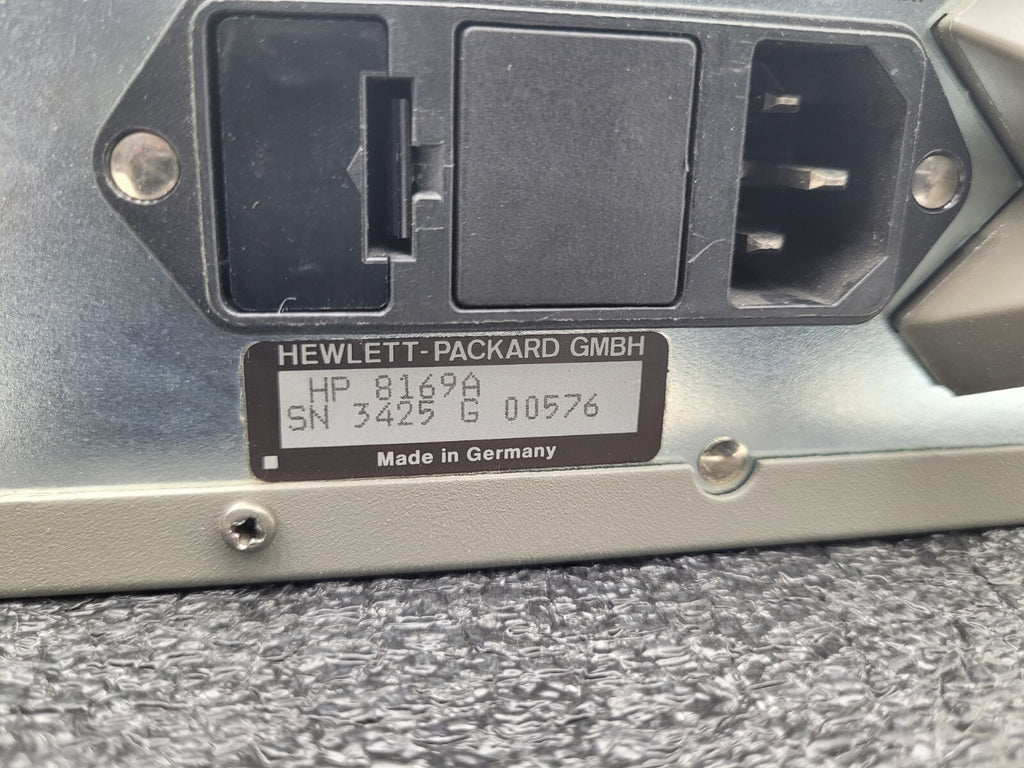 HEWLETT-PACKARD GMBH
HP 8169A
SN 3425 G 00576
Made in Germany